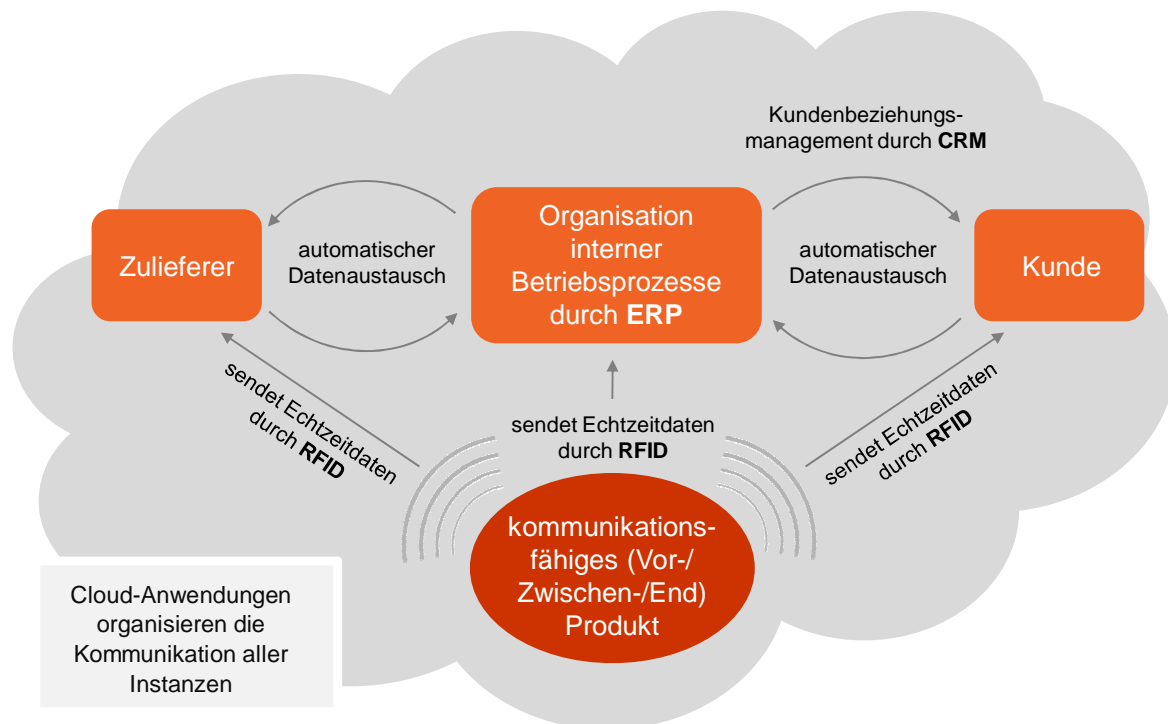 Kundenbeziehungs-
management durch CRM
Zulieferer
automatischer
Datenaustausch
Organisation
interner
Betriebsprozesse
durch ERP
automatischer
Datenaustausch
Kunde
sendet Echtzeitdaten
durch RFID
sendet Echtzeitdaten
durch RFID
sendet Echtzeitdaten
durch RFID
kommunikations-
fähiges (Vor-/
Zwischen-/End)
Produkt
Cloud-Anwendungen
organisieren die
Kommunikation aller
Instanzen